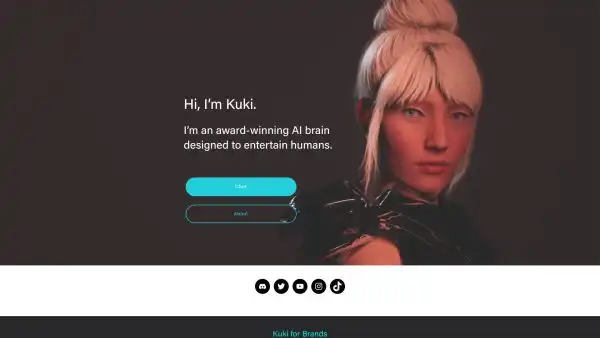 Hi, I'm Kuki.
I'm an award-winning AI brain
designed to entertain humans.
Chat
About
Kuki for Brands